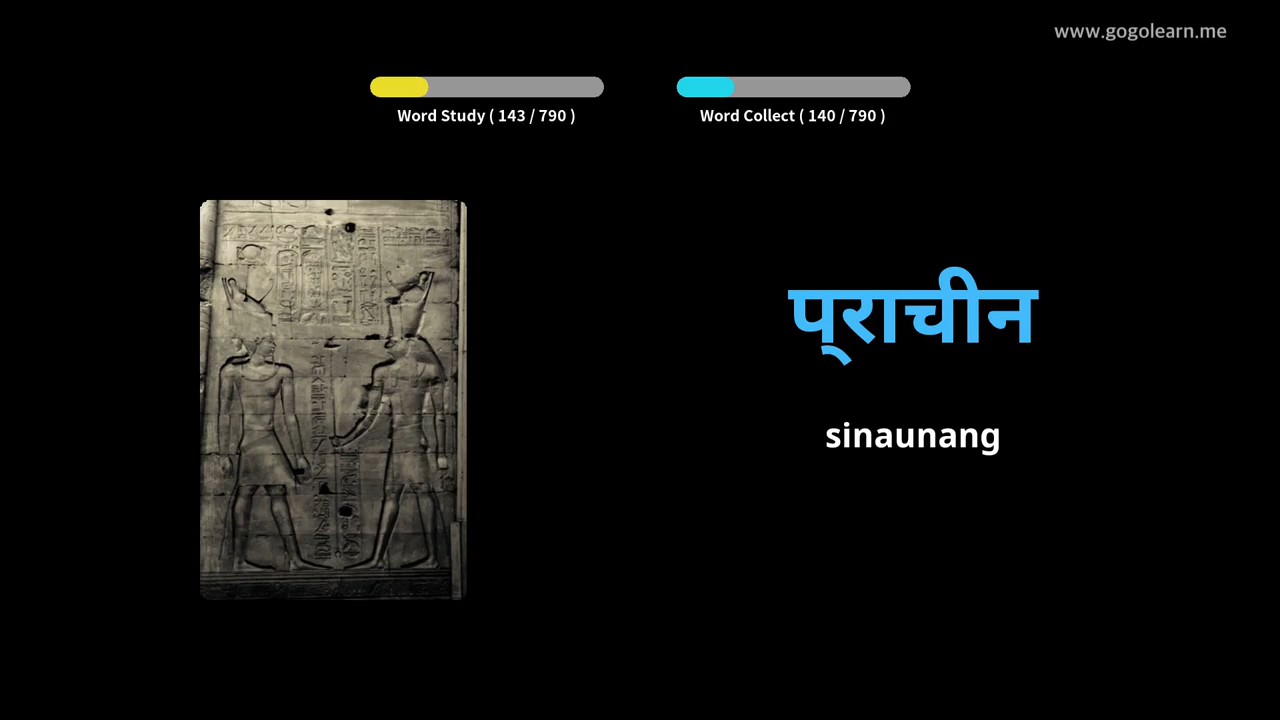 www.gogolearn.me
Word Study ( 143 / 790 )
Word Collect ( 140 / 790 )
प्राचीन
sinaunang